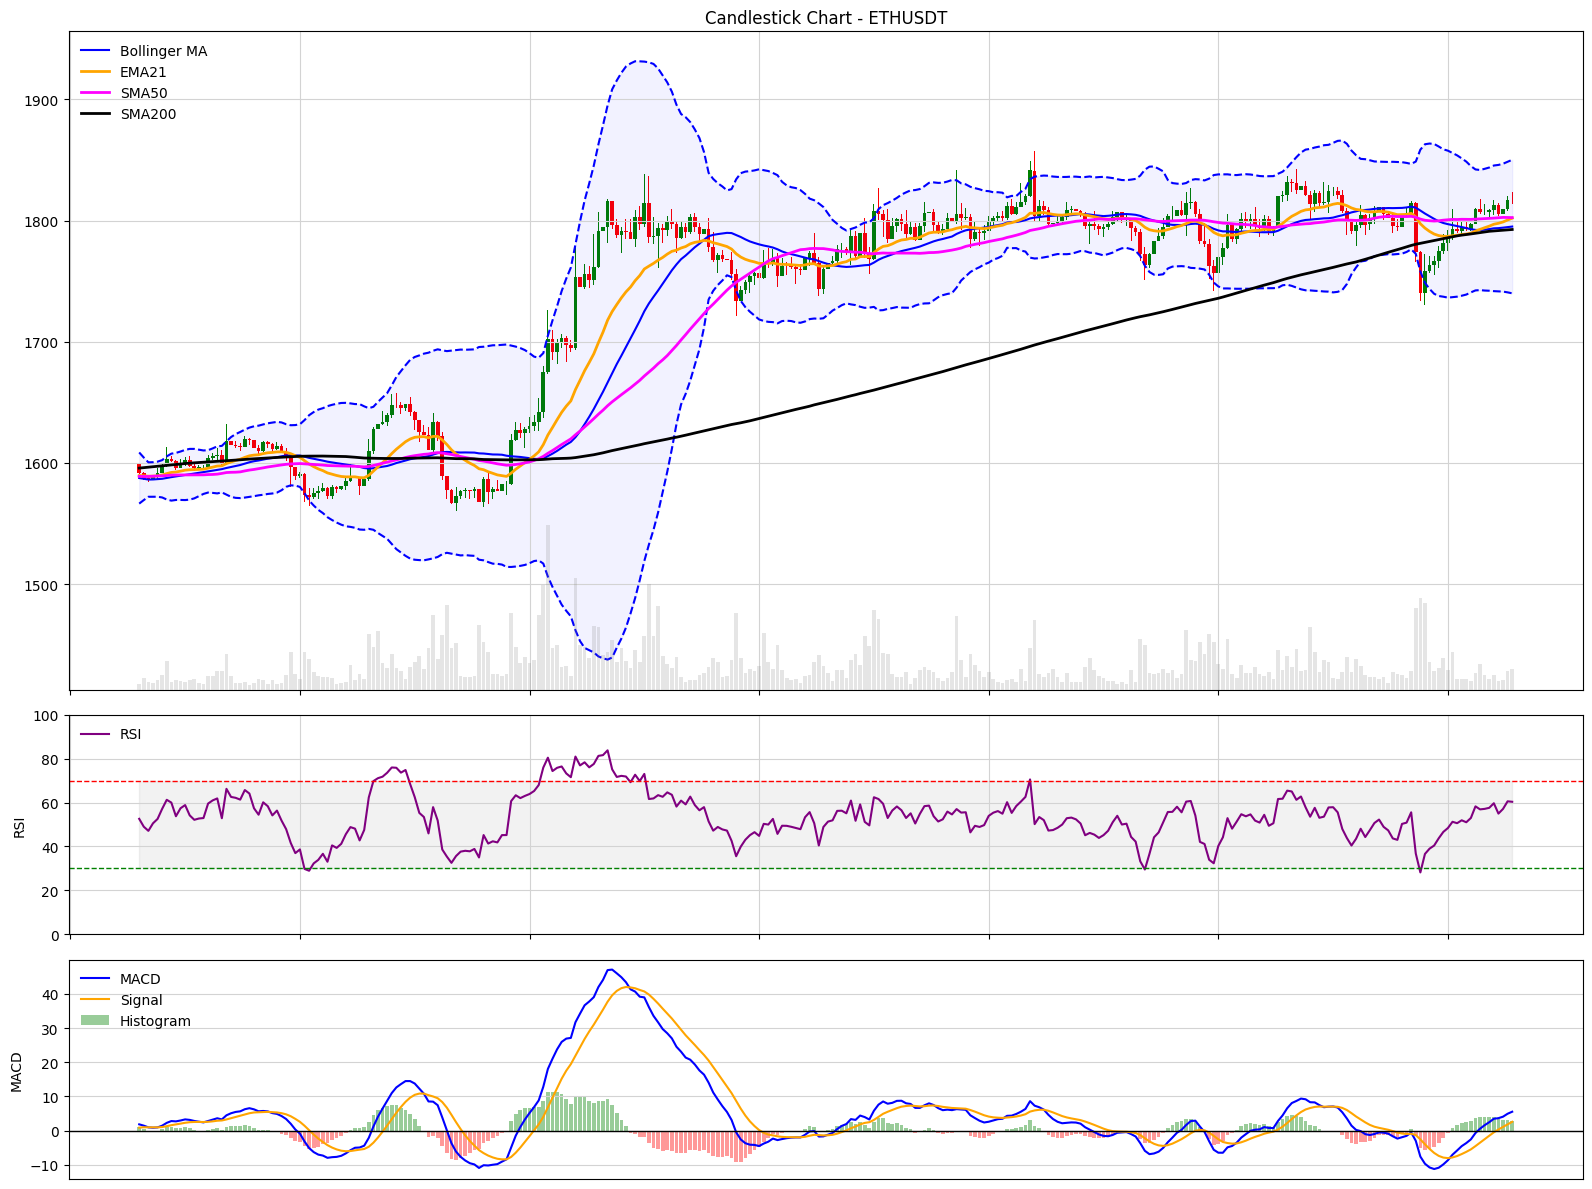 Candlestick Chart - ETHUSDT
Bollinger MA
EMA21
SMA50
SMA200
1900
1800
1700
1600
1500
100
80
60
40
20
0
RSI
RSI
MACD
Signal
Histogram
40
30
20
10
0
−10
MACD